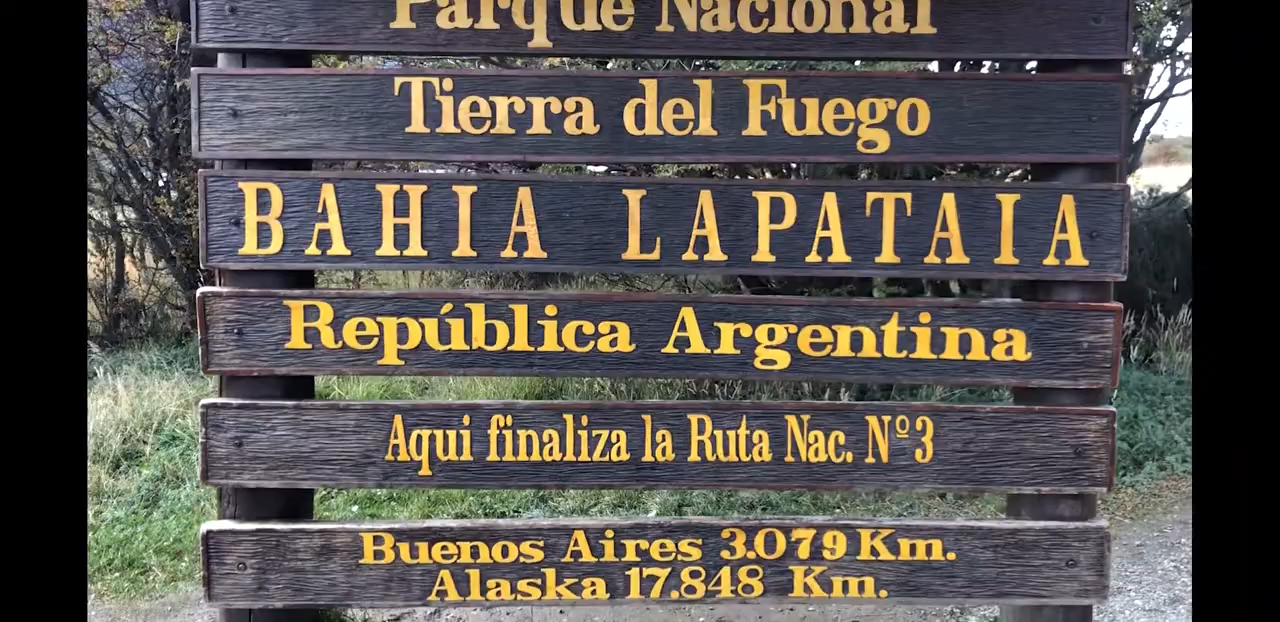 Parque Nacional
Tierra del Fuego
BAHIA LAPATAIA
República Argentina
Aqui finaliza la Ruta Nac. Nº3
Buenos Aires 3.079 Km.
Alaska 17.848 Km.